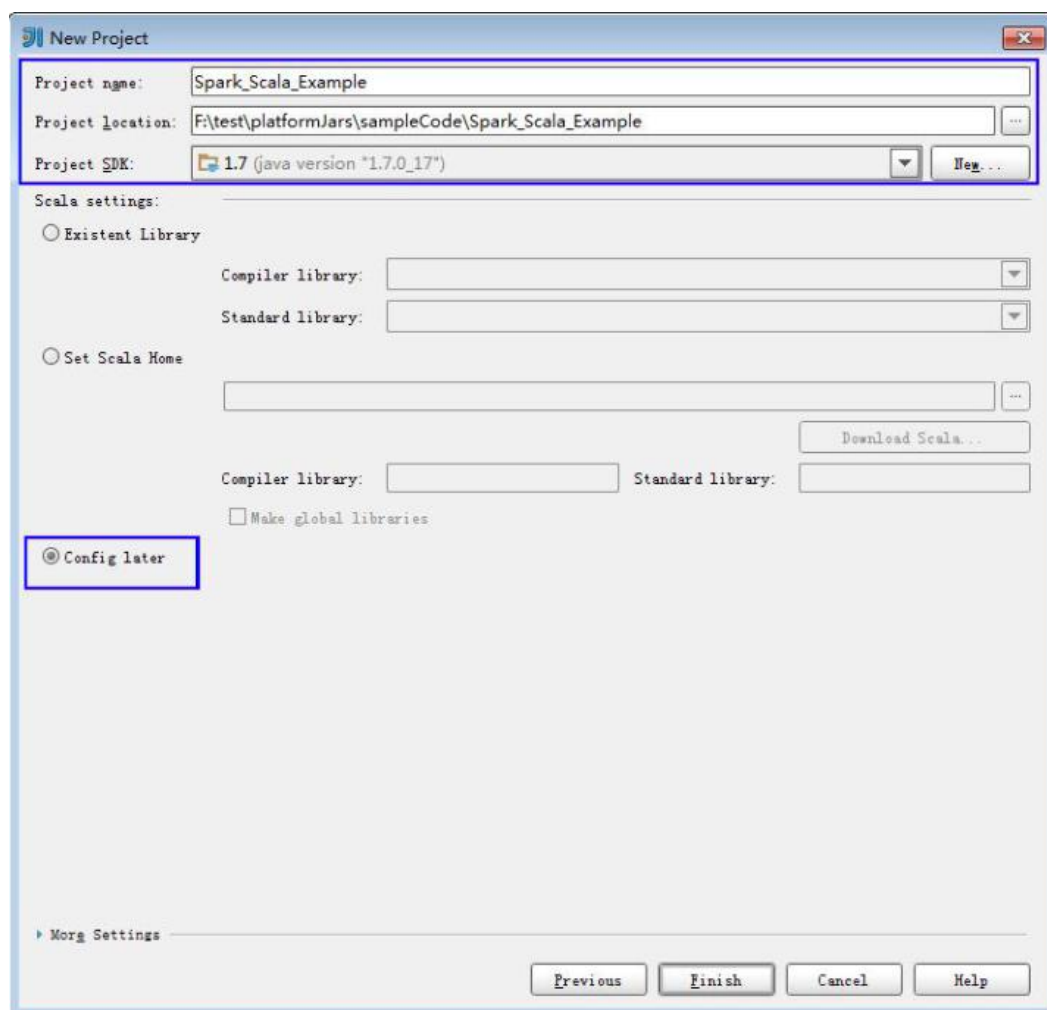 New Project
Project name: Spark_Scala_Example
Project location: F:\test\platformJars\sampleCode\Spark_Scala_Example ...
Project SDK: 1.7 (java version "1.7.0_17") New...
Scala settings:
Existent Library
Compiler library:
Standard library:
Set Scala Home
...
Download Scala...
Compiler library: Standard library:
Make global libraries
Config later
More Settings
Previous Finish Cancel Help